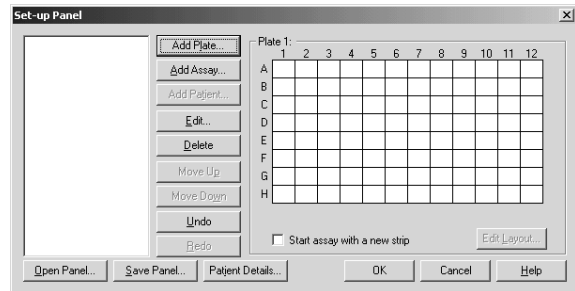 Set-up Panel
Add Plate...
Add Assay...
Add Patient...
Edit...
Delete
Move Up
Move Down
Undo
Redo
Plate 1:
1 2 3 4 5 6 7 8 9 10 11 12
A
B
C
D
E
F
G
H
Start assay with a new strip
Edit Layout...
Open Panel...
Save Panel...
Patient Details...
OK
Cancel
Help